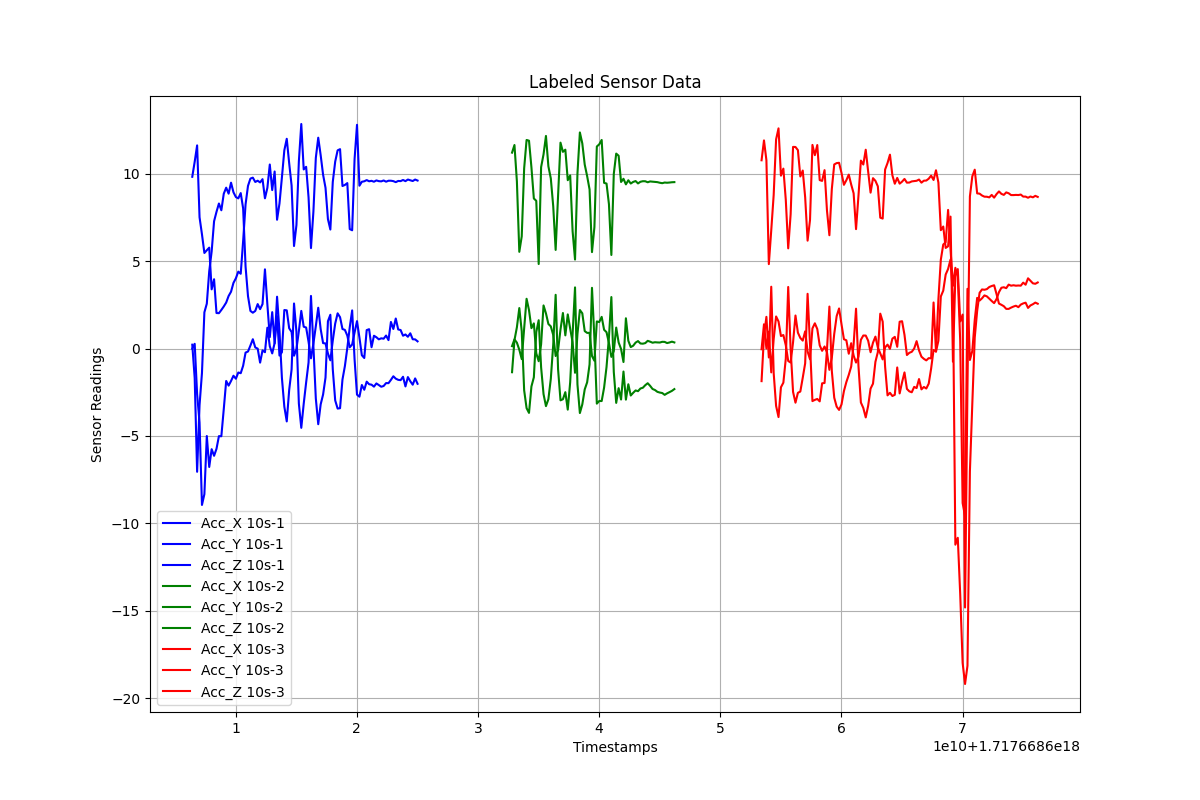 Labeled Sensor Data
Sensor Readings
10
5
0
−5
−10
−15
−20
Acc_X 10s-1
Acc_Y 10s-1
Acc_Z 10s-1
Acc_X 10s-2
Acc_Y 10s-2
Acc_Z 10s-2
Acc_X 10s-3
Acc_Y 10s-3
Acc_Z 10s-3
1 2 3 4 5 6 7
Timestamps
1e10+1.7176686e18